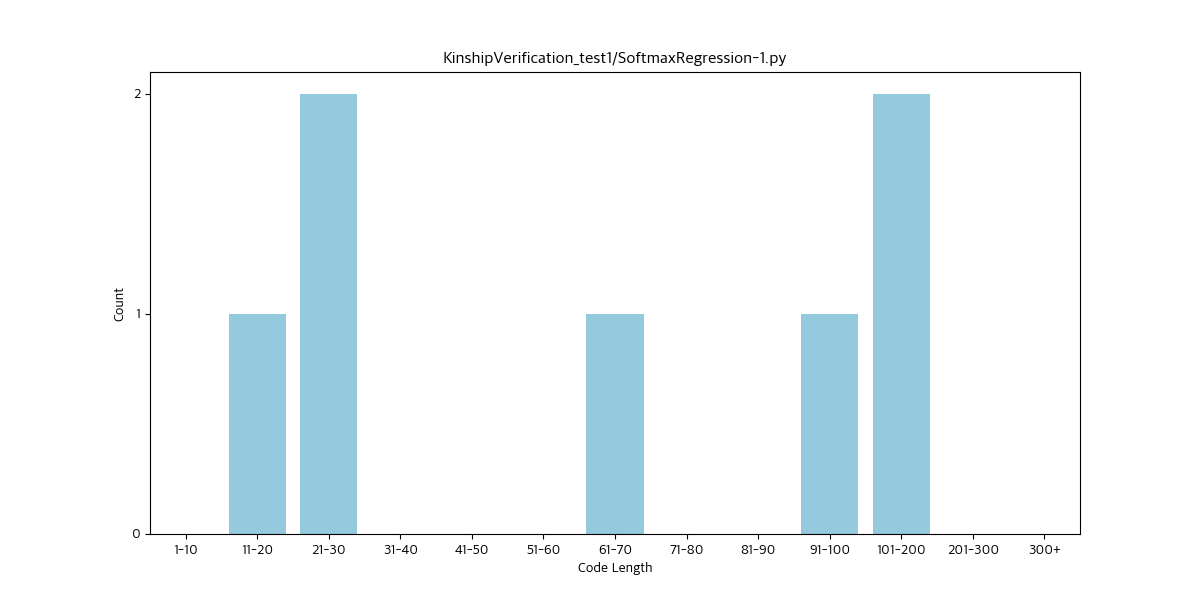 KinshipVerification_test1/SoftmaxRegression-1.py
2
1
0
Count
1-10 11-20 21-30 31-40 41-50 51-60 61-70 71-80 81-90 91-100 101-200 201-300 300+
Code Length